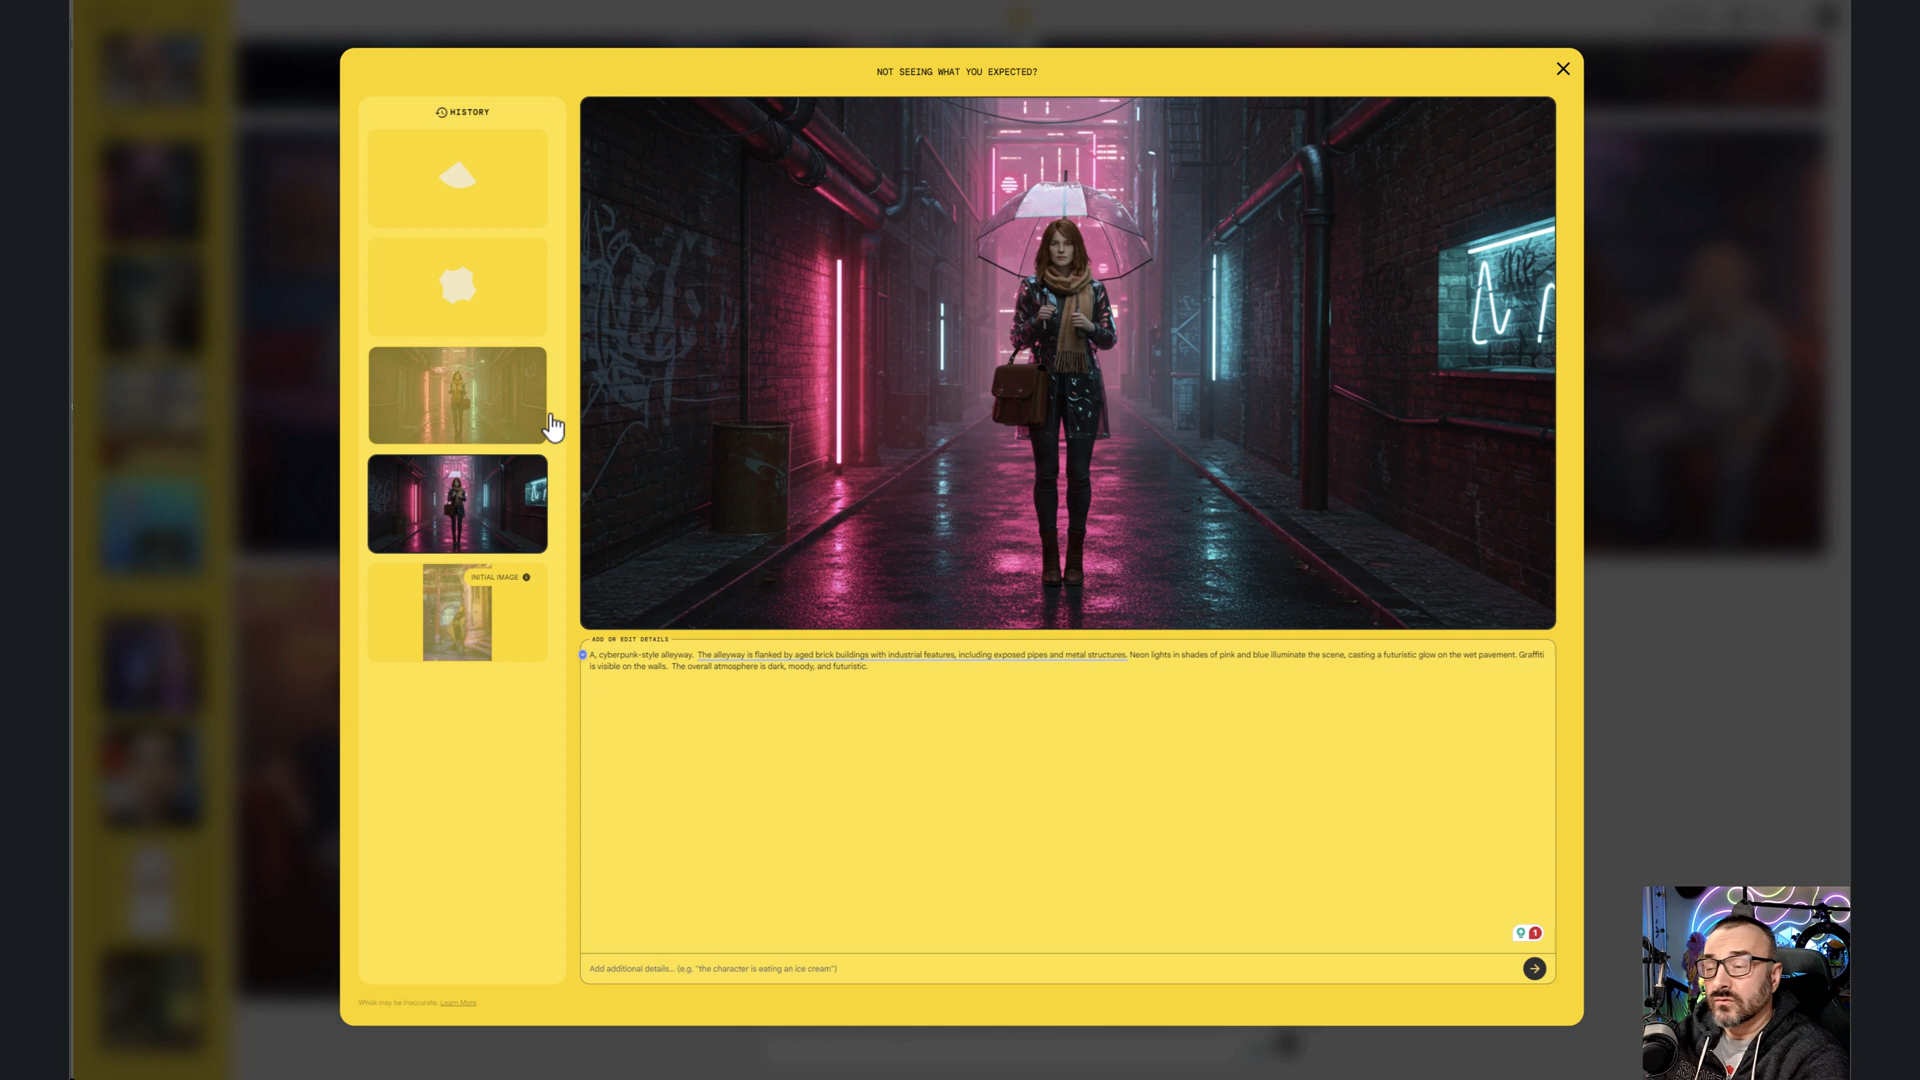 NOT SEEING WHAT YOU EXPECTED?
HISTORY
INITIAL IMAGE
ADD OR EDIT DETAILS
A, cyberpunk-style alleyway.  The alleyway is flanked by aged brick buildings with industrial features, including exposed pipes and metal structures. Neon lights in shades of pink and blue illuminate the scene, casting a futuristic glow on the wet pavement. Graffiti
is visible on the walls.  The overall atmosphere is dark, moody, and futuristic.
1
Add additional details... (e.g. "the character is eating an ice cream")
Whisk may be inaccurate. Learn More